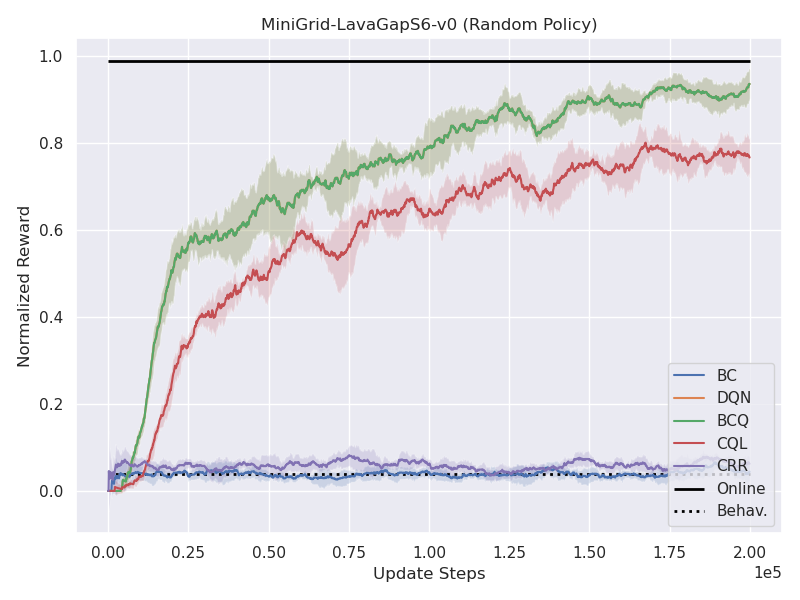 MiniGrid-LavaGapS6-v0 (Random Policy)
Normalized Reward
1.0
0.8
0.6
0.4
0.2
0.0
BC
DQN
BCQ
CQL
CRR
Online
Behav.
0.00 0.25 0.50 0.75 1.00 1.25 1.50 1.75 2.00
1e5
Update Steps